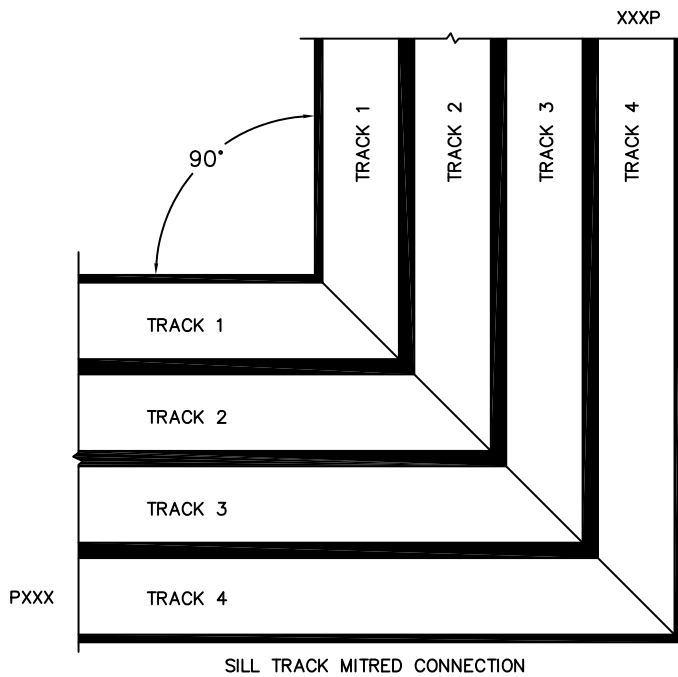 XXXP
TRACK 1
TRACK 2
TRACK 3
TRACK 4
90°
TRACK 1
TRACK 2
TRACK 3
PXXX
TRACK 4
SILL TRACK MITRED CONNECTION